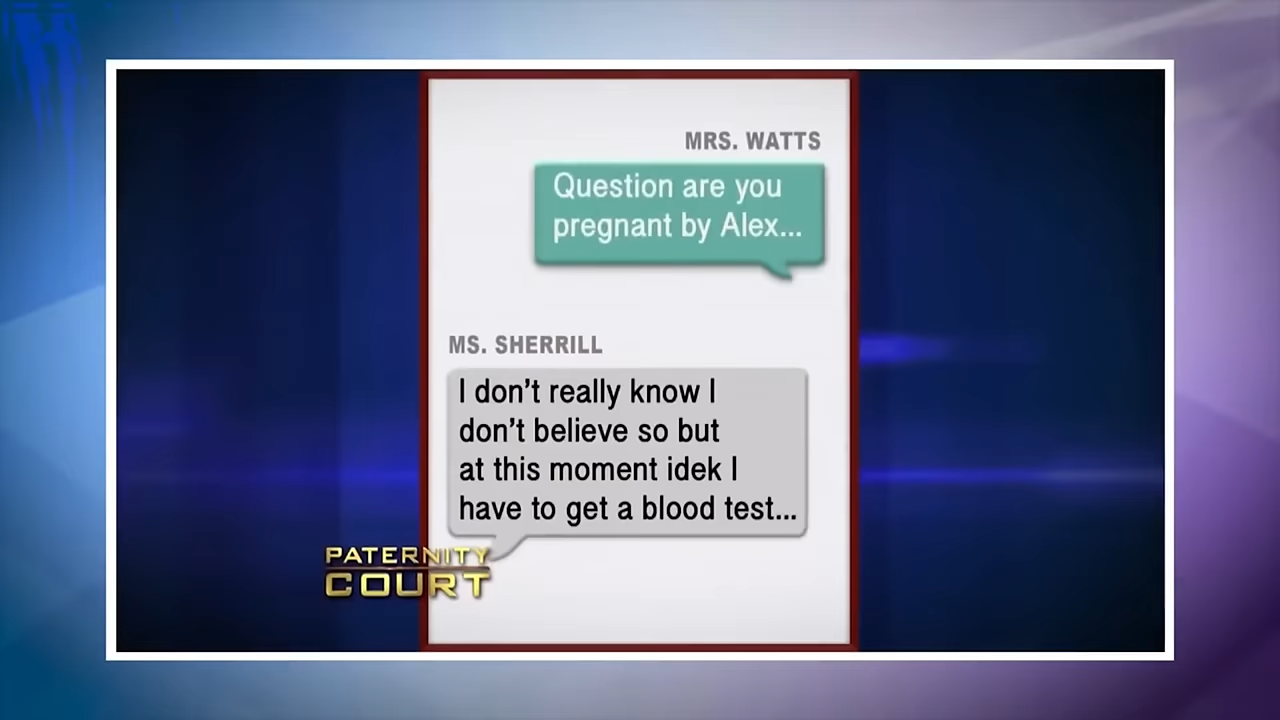 MRS. WATTS
Question are you
pregnant by Alex...
MS. SHERRILL
I don't really know I
don't believe so but
at this moment idek I
have to get a blood test...
PATERNITY
COURT